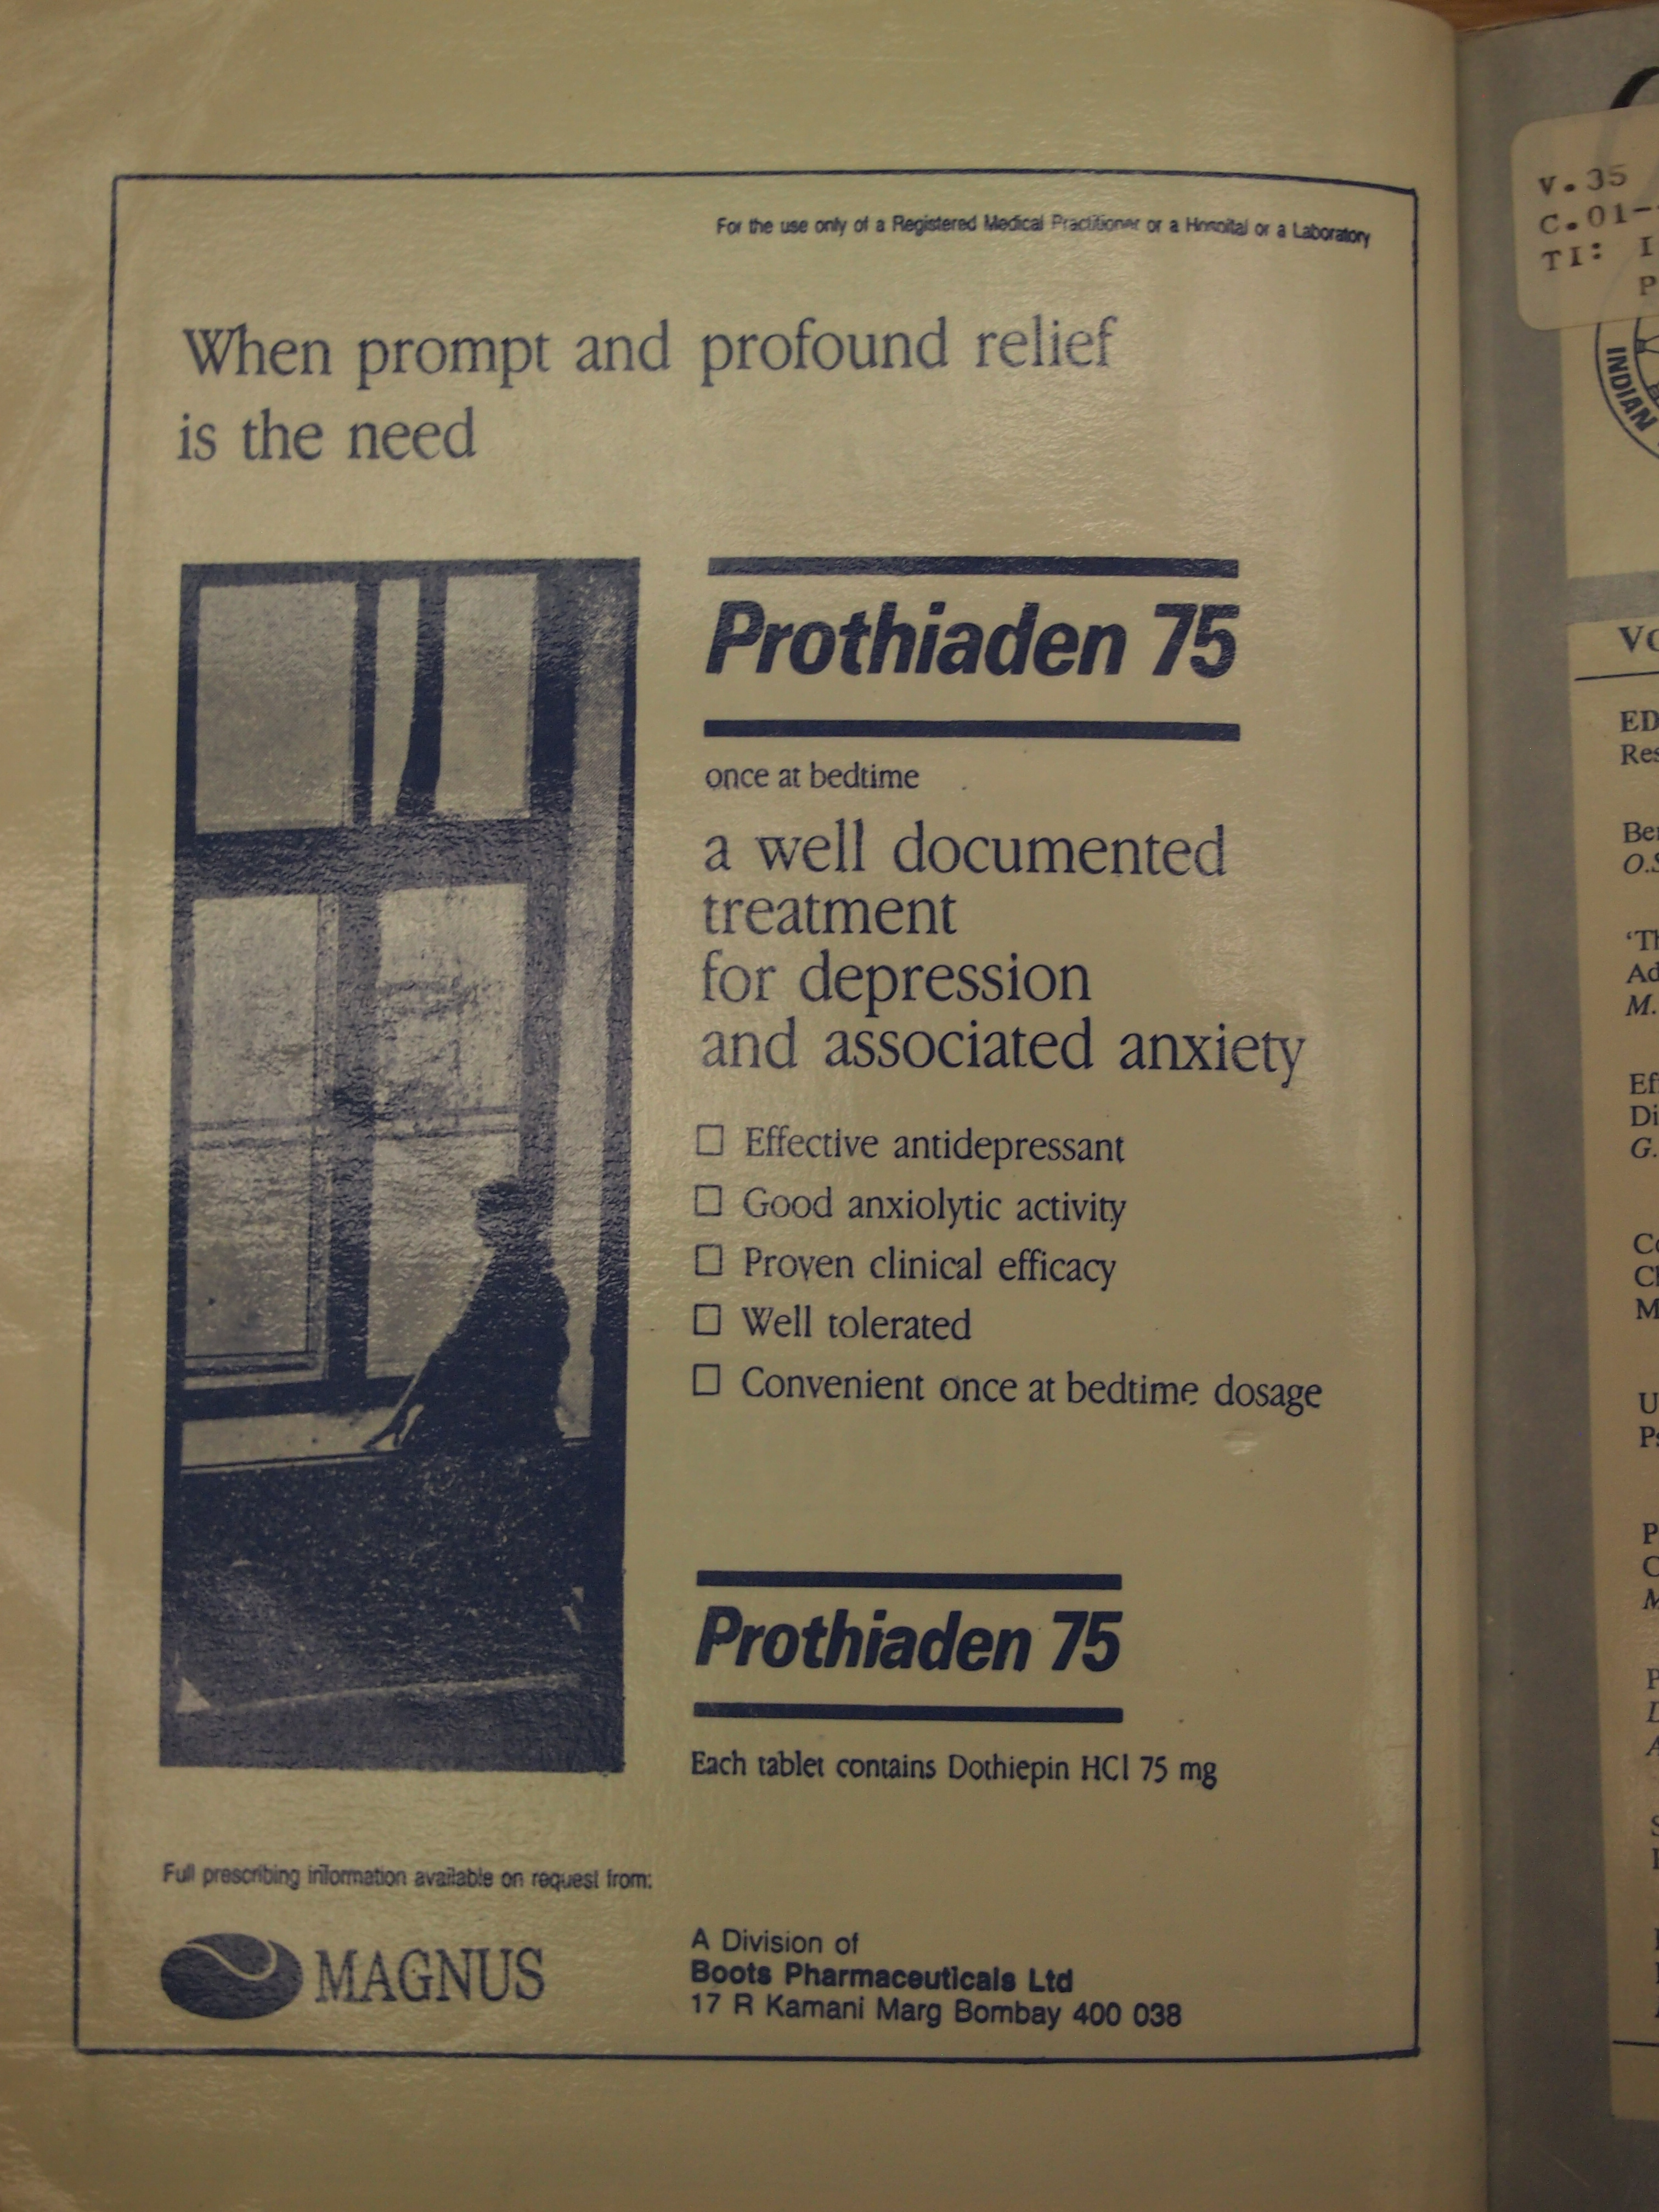 For the use only of a Registered Medical Practitioner or a Hospital or a Laboratory
When prompt and profound relief
is the need
Prothiaden 75
once at bedtime
a well documented
treatment
for depression
and associated anxiety
Effective antidepressant
Good anxiolytic activity
Proven clinical efficacy
Well tolerated
Convenient once at bedtime dosage
Prothiaden 75
Each tablet contains Dothiepin HCl 75 mg
Full prescribing information available on request from:
MAGNUS
A Division of
Boots Pharmaceuticals Ltd
17 R Kamani Marg Bombay 400 038
V.35
C.01-
TI: I
P
INDIAN
VO
ED
Res
Ber
O.S
'Th
Ad
M.
Eff
Di
G.
Co
Ch
M
U
Ps
P
C
M
P
L
A
S